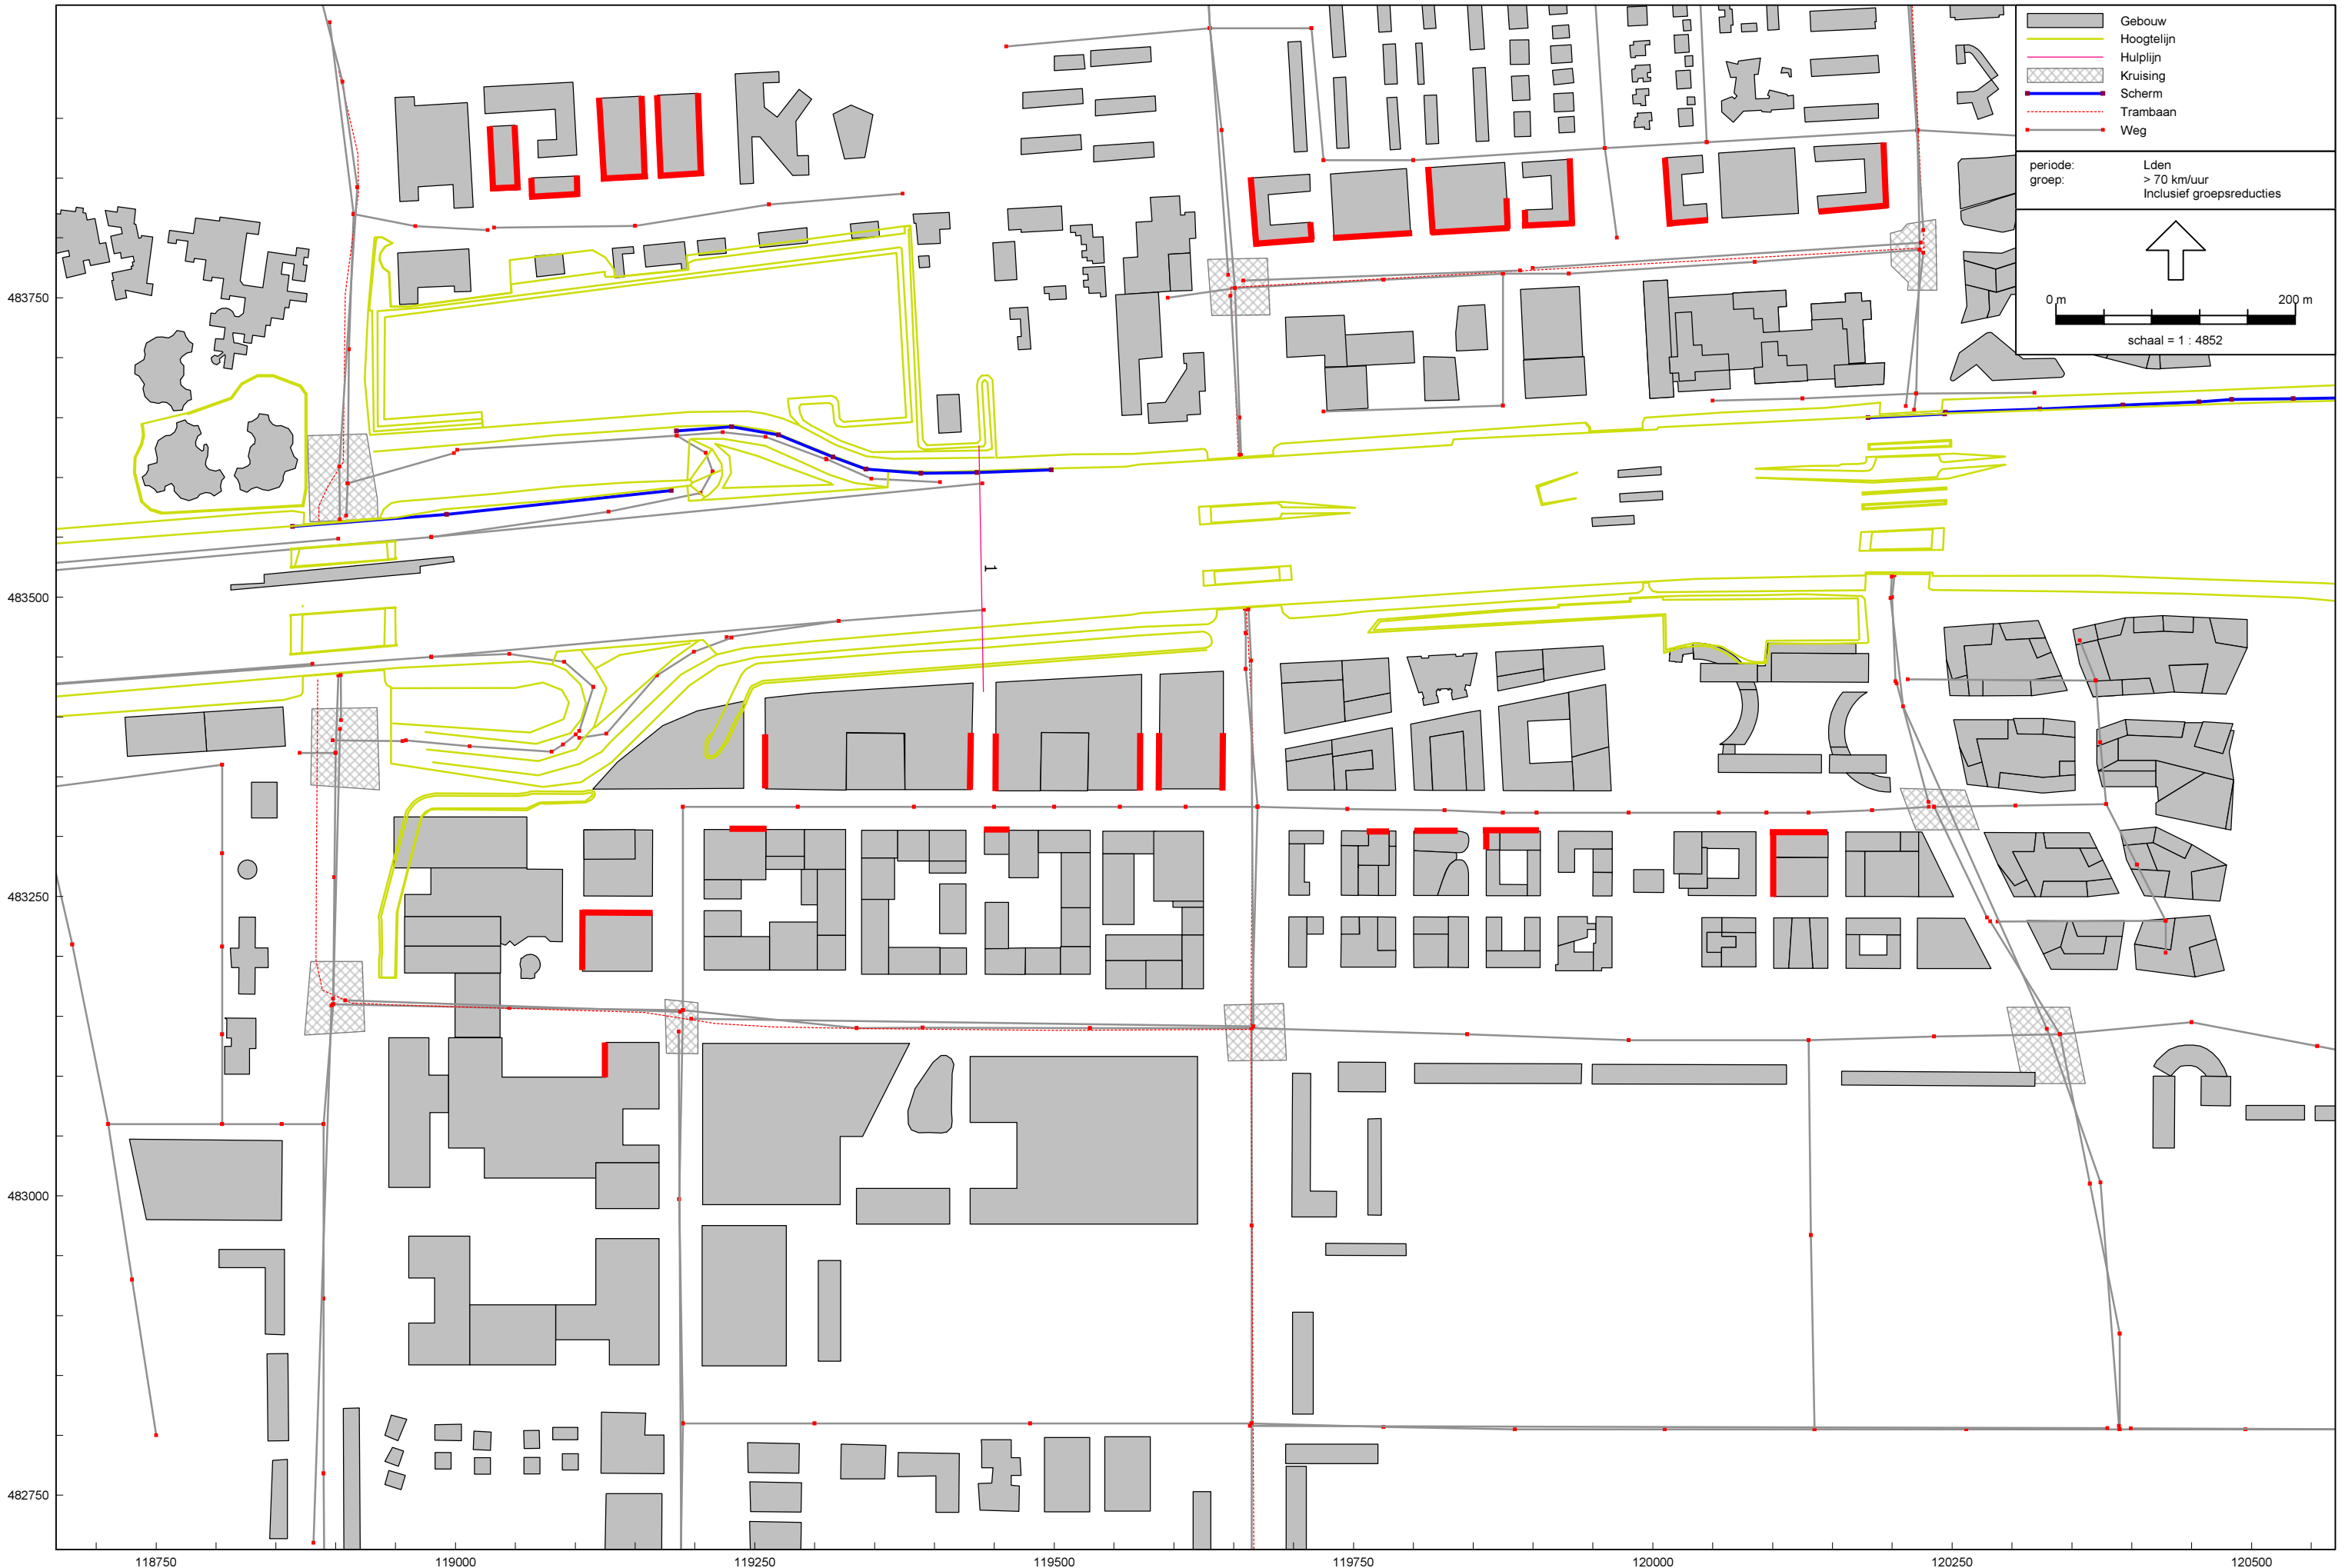 Gebouw
Hoogtelijn
Hulplijn
Kruising
Scherm
Trambaan
Weg
periode: Lden
groep: > 70 km/uur
Inclusief groepsreducties
0 m 200 m
schaal = 1 : 4852
483750
483500
1
483250
483000
482750
118750 119000 119250 119500 119750 120000 120250 120500